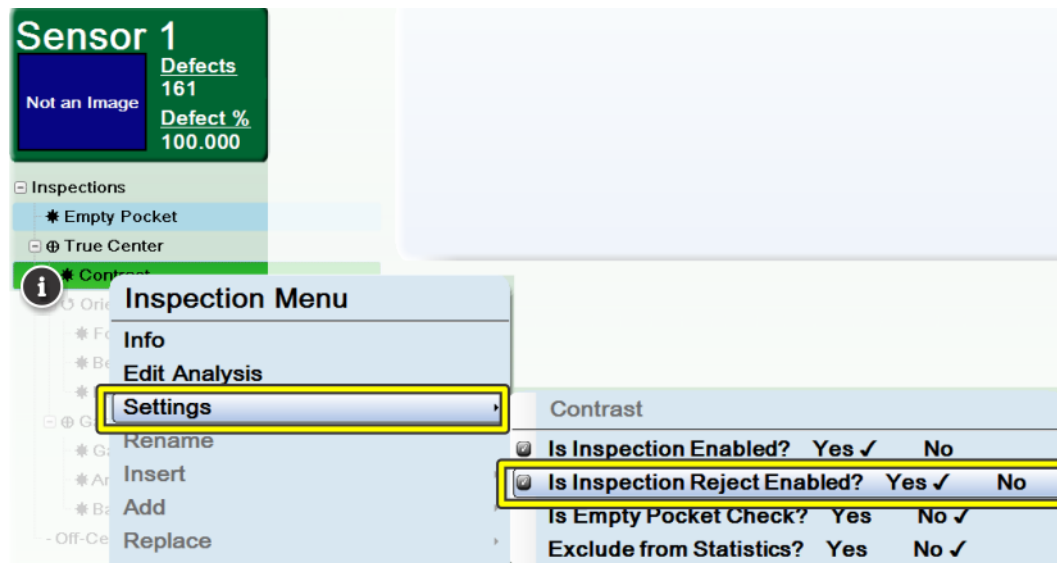 Sensor 1
Defects
161
Not an Image
Defect %
100.000
Inspections
Empty Pocket
True Center
i
Inspection Menu
Info
Edit Analysis
Settings
Contrast
Rename
Is Inspection Enabled? Yes ✓ No
Insert
Is Inspection Reject Enabled? Yes ✓ No
Add
Is Empty Pocket Check? Yes No ✓
- Off-Ce
Replace
Exclude from Statistics? Yes No ✓